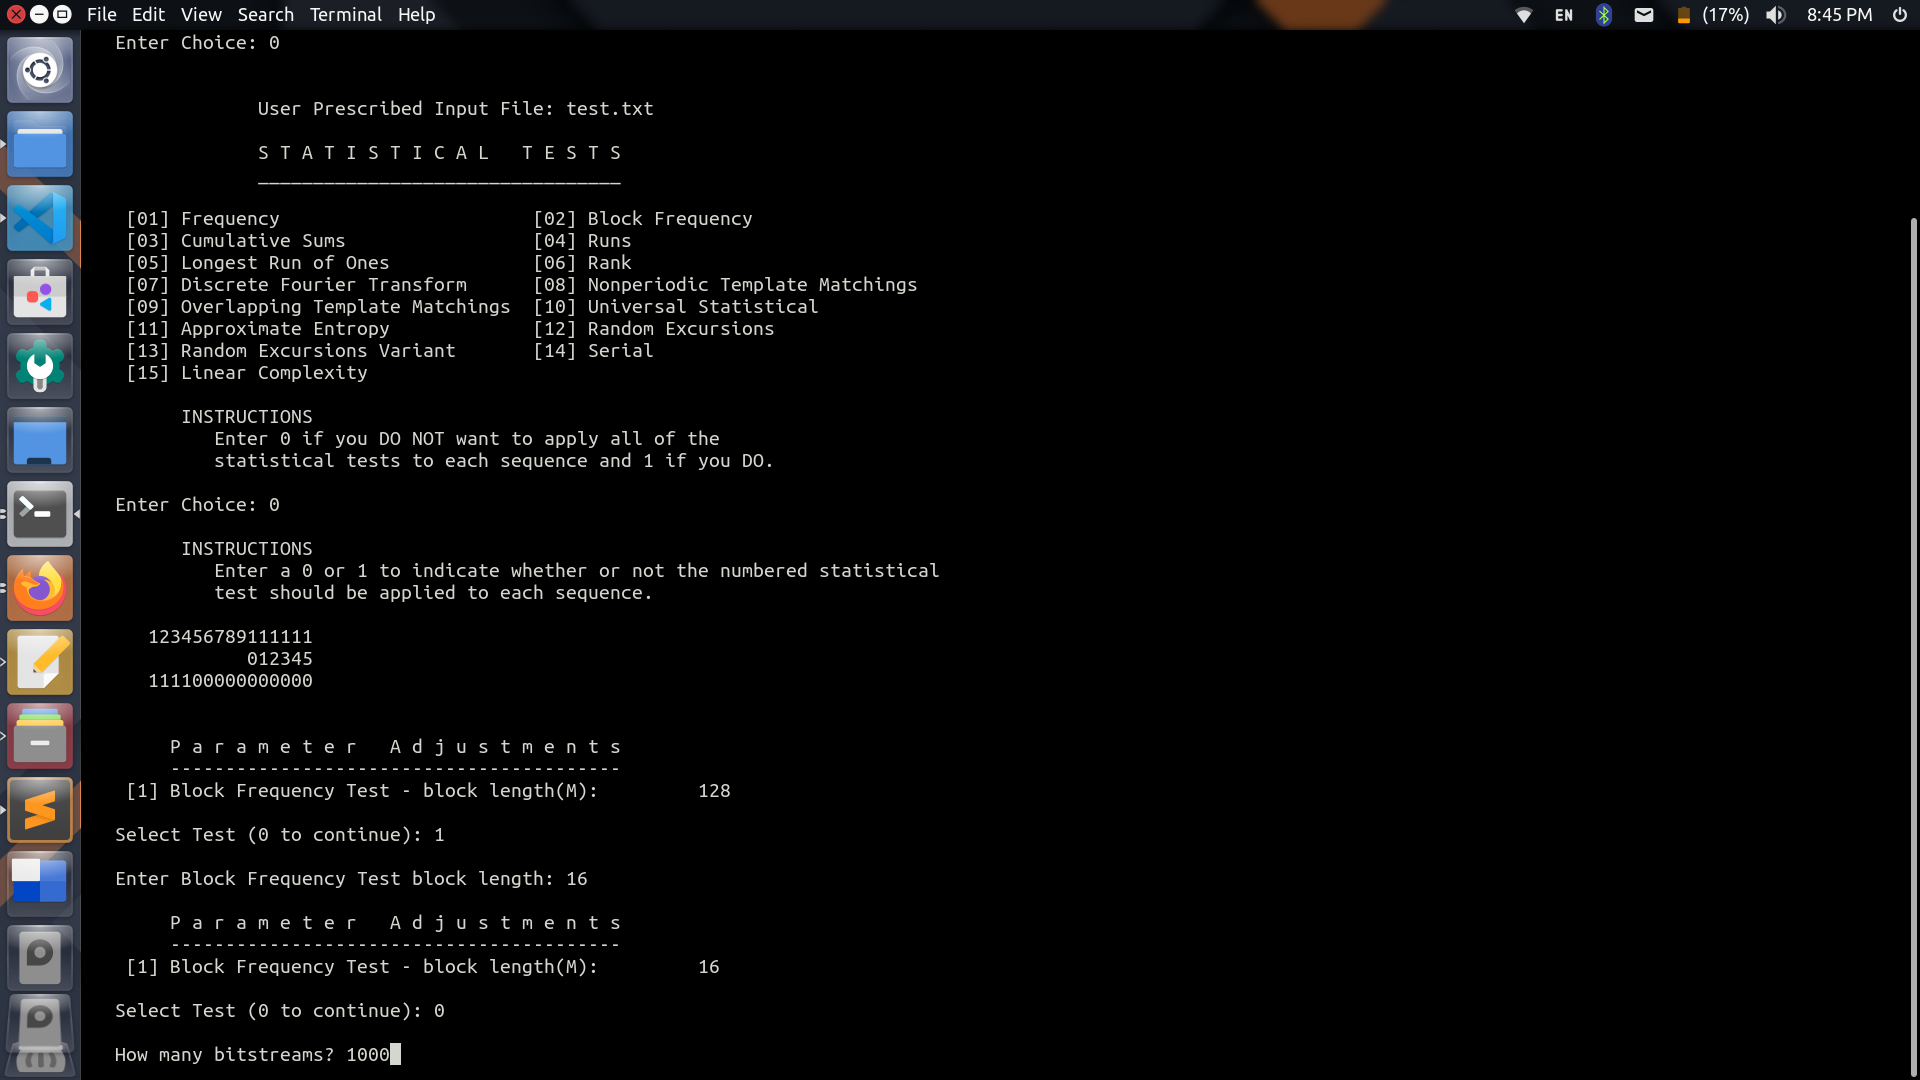 File Edit View Search Terminal Help EN (17%) 8:45 PM
Enter Choice: 0
User Prescribed Input File: test.txt
S T A T I S T I C A L   T E S T S
_________________________________
[01] Frequency                       [02] Block Frequency
[03] Cumulative Sums                 [04] Runs
[05] Longest Run of Ones             [06] Rank
[07] Discrete Fourier Transform      [08] Nonperiodic Template Matchings
[09] Overlapping Template Matchings  [10] Universal Statistical
[11] Approximate Entropy             [12] Random Excursions
[13] Random Excursions Variant       [14] Serial
[15] Linear Complexity
INSTRUCTIONS
Enter 0 if you DO NOT want to apply all of the
statistical tests to each sequence and 1 if you DO.
Enter Choice: 0
INSTRUCTIONS
Enter a 0 or 1 to indicate whether or not the numbered statistical
test should be applied to each sequence.
123456789111111
012345
111100000000000
P a r a m e t e r   A d j u s t m e n t s
-----------------------------------------
[1] Block Frequency Test - block length(M):         128
Select Test (0 to continue): 1
Enter Block Frequency Test block length: 16
P a r a m e t e r   A d j u s t m e n t s
-----------------------------------------
[1] Block Frequency Test - block length(M):         16
Select Test (0 to continue): 0
How many bitstreams? 1000